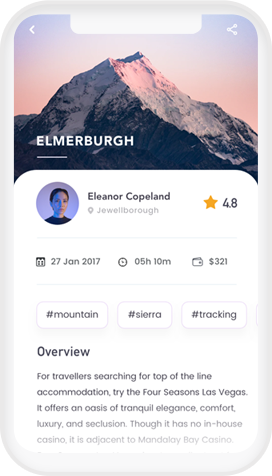 ELMERBURGH
Eleanor Copeland
Jewellborough
4.8
27 Jan 2017
05h 10m
$321
#mountain
#sierra
#tracking
Overview
For travellers searching for top of the line
accommodation, try the Four Seasons Las Vegas.
It offers an oasis of tranquil elegance, comfort,
luxury, and seclusion. Though it has no in-house
casino, it is adjacent to Mandalay Bay Casino.